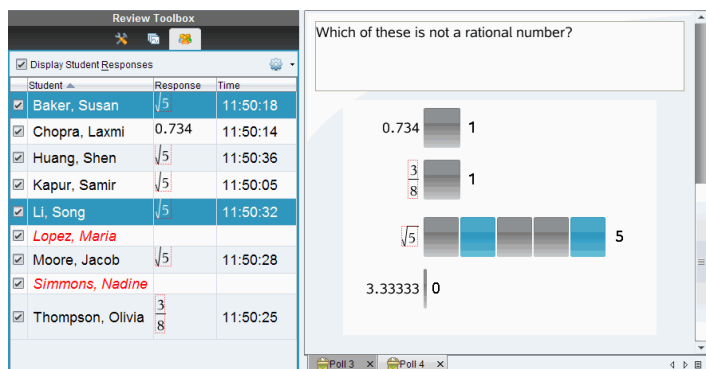 Review Toolbox
Display Student Responses
Student Response Time
Baker, Susan √5 11:50:18
Chopra, Laxmi 0.734 11:50:14
Huang, Shen √5 11:50:36
Kapur, Samir √5 11:50:05
Li, Song √5 11:50:32
Lopez, Maria
Moore, Jacob √5 11:50:28
Simmons, Nadine
Thompson, Olivia 3/8 11:50:25
Which of these is not a rational number?
0.734 1
3/8 1
√5 5
3.33333 0
Poll 3 Poll 4